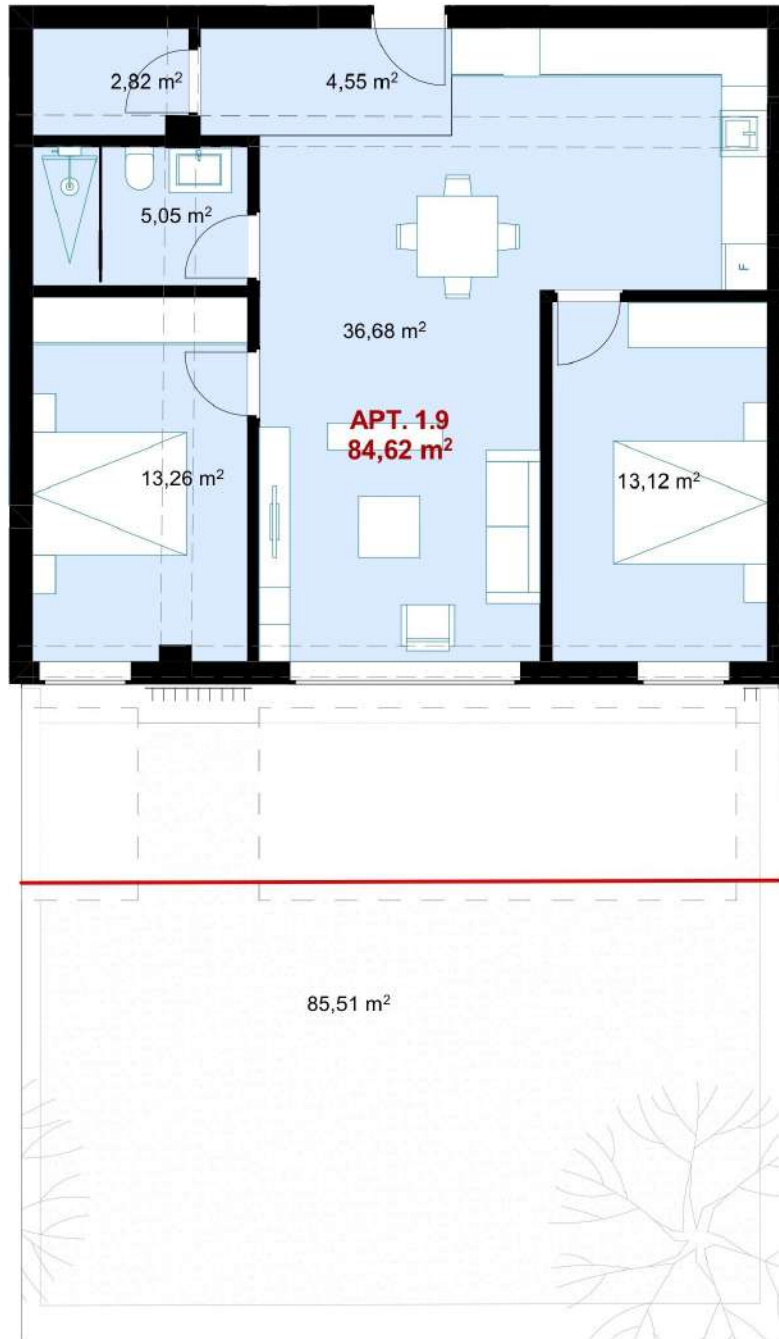 2,82 m²
4,55 m²
5,05 m²
F
36,68 m²
APT. 1.9
84,62 m²
13,26 m²
13,12 m²
85,51 m²